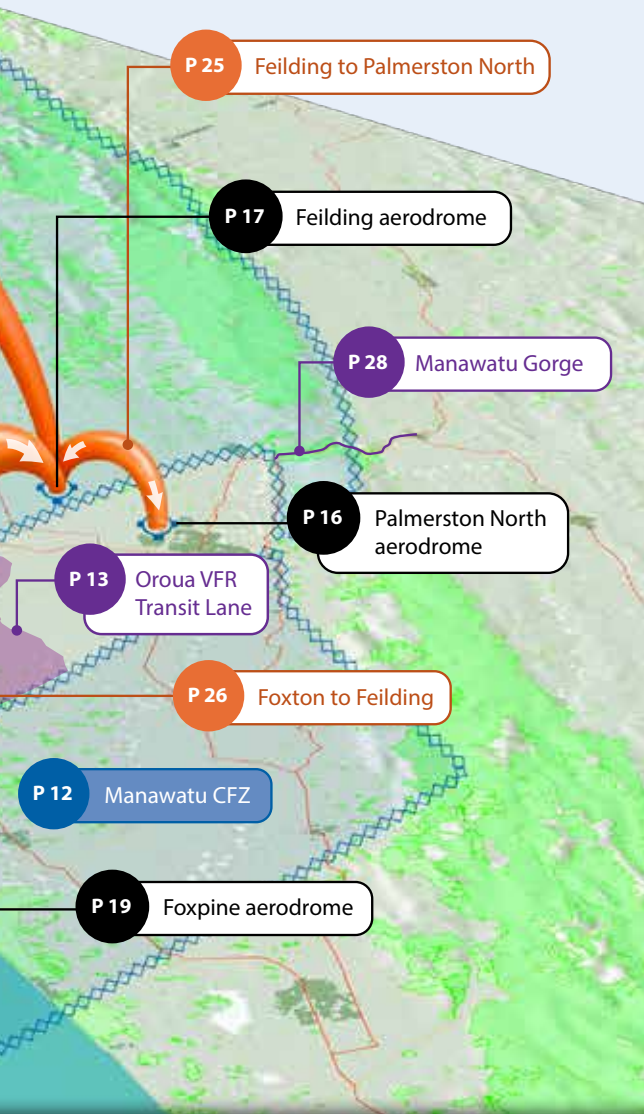 P 25 Feilding to Palmerston North
P 17 Feilding aerodrome
P 28 Manawatu Gorge
P 16 Palmerston North
aerodrome
P 13 Oroua VFR
Transit Lane
P 26 Foxton to Feilding
P 12 Manawatu CFZ
P 19 Foxpine aerodrome